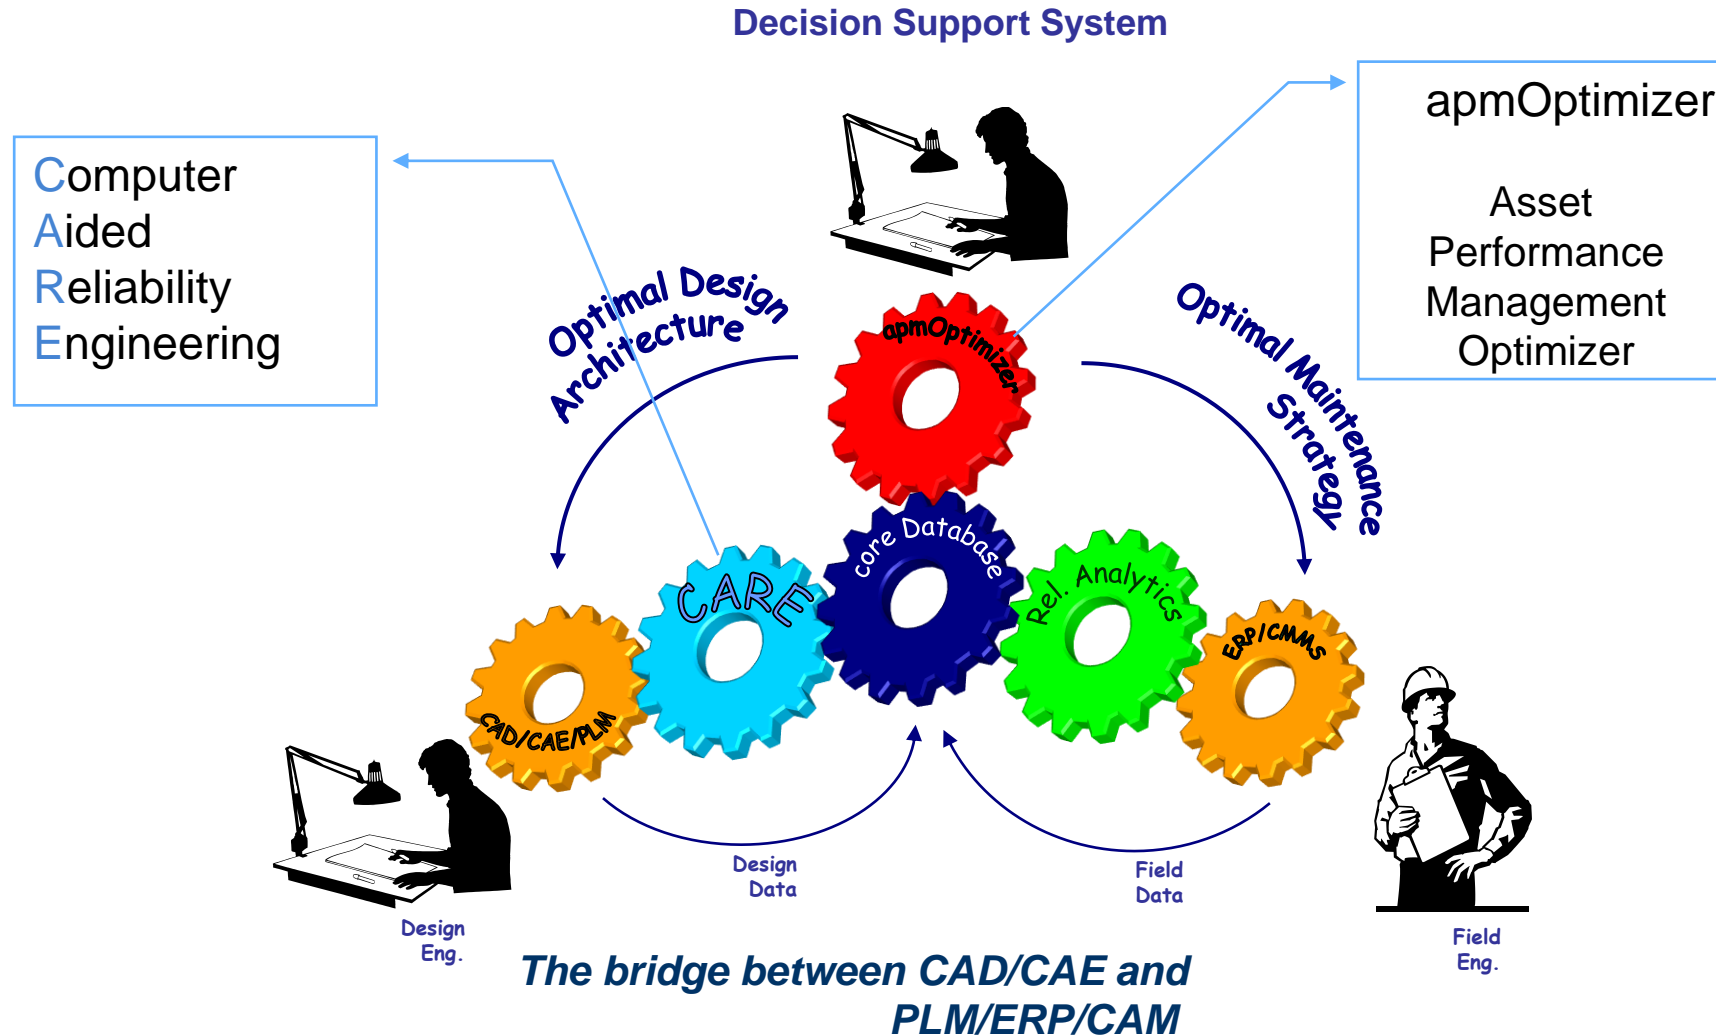 Decision Support System
Computer
Aided
Reliability
Engineering
apmOptimizer
Asset
Performance
Management
Optimizer
Optimal Design
Architecture
Optimal Maintenance
Strategy
apmOptimizer
core Database
CARE
Rel. Analytics
CAD/CAE/PLM
ERP/CMMS
Design
Data
Field
Data
Design
Eng.
Field
Eng.
The bridge between CAD/CAE and
PLM/ERP/CAM